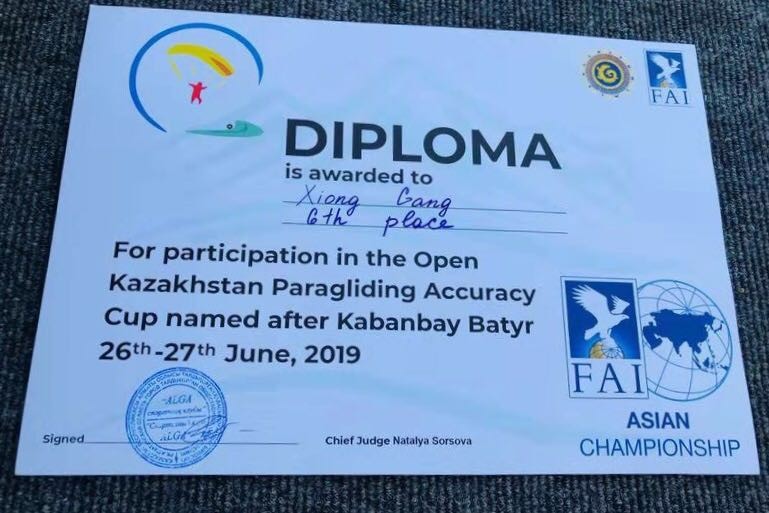 FAI
DIPLOMA
is awarded to
Xiong Gang
6th place
For participation in the Open
Kazakhstan Paragliding Accuracy
Cup named after Kabanbay Batyr
26th-27th June, 2019
FAI
ASIAN
CHAMPIONSHIP
"ALGA"
Signed
Chief Judge Natalya Sorsova